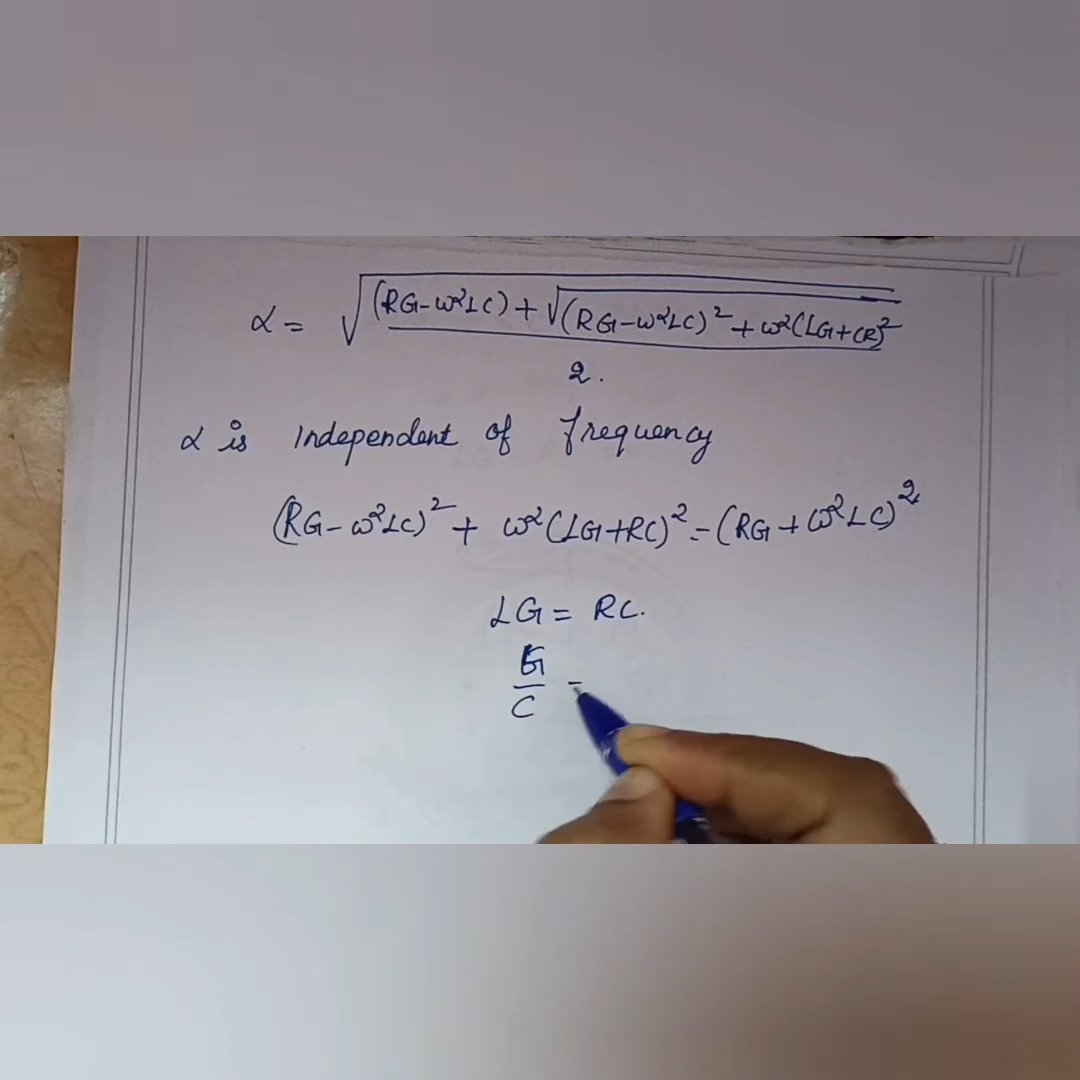 α = √((RG-ω²LC) + √((RG-ω²LC)² + ω²(LG+CR)²
2.
α is Independent of frequency
(RG-ω²LC)² + ω²(LG+RC)² = (RG+ω²LC)²
LG = RC.
G
C =